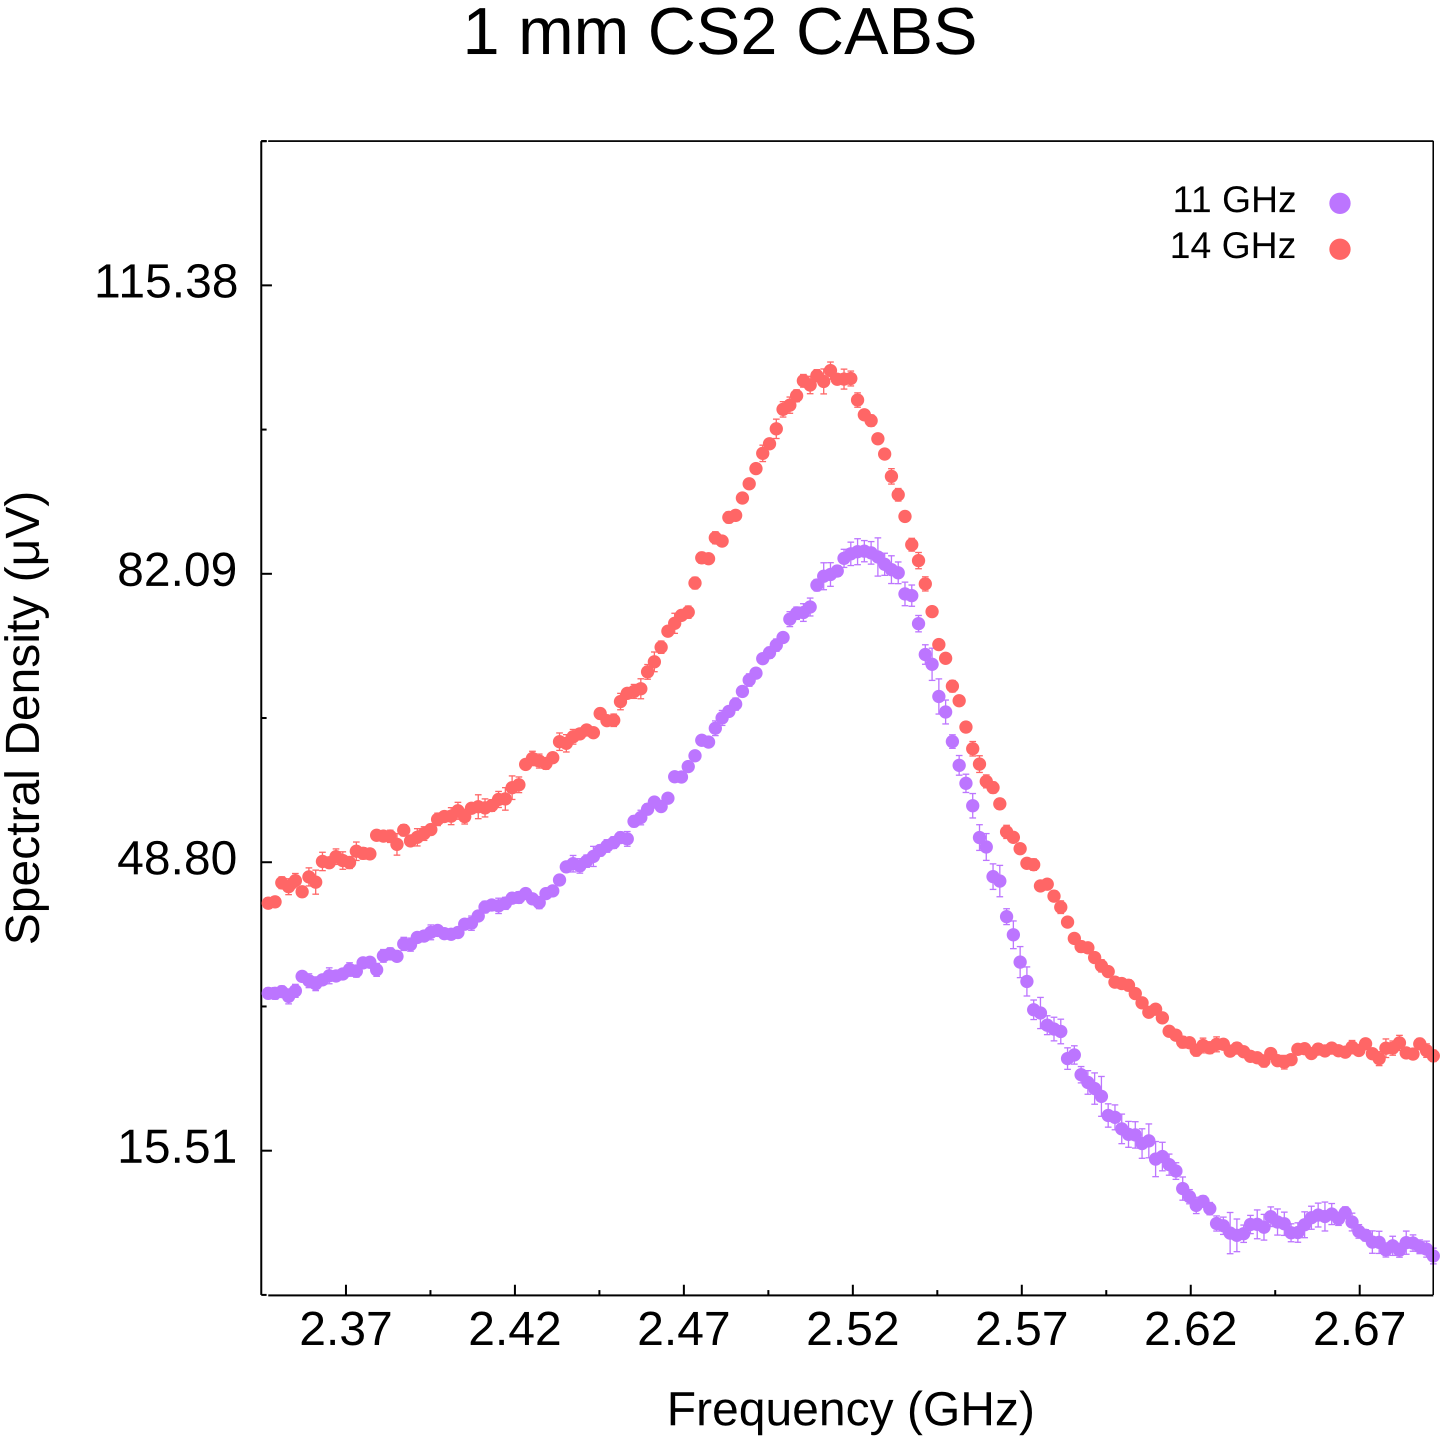 1 mm CS2 CABS
11 GHz
14 GHz
115.38
82.09
48.80
15.51
Spectral Density (μV)
2.37 2.42 2.47 2.52 2.57 2.62 2.67
Frequency (GHz)